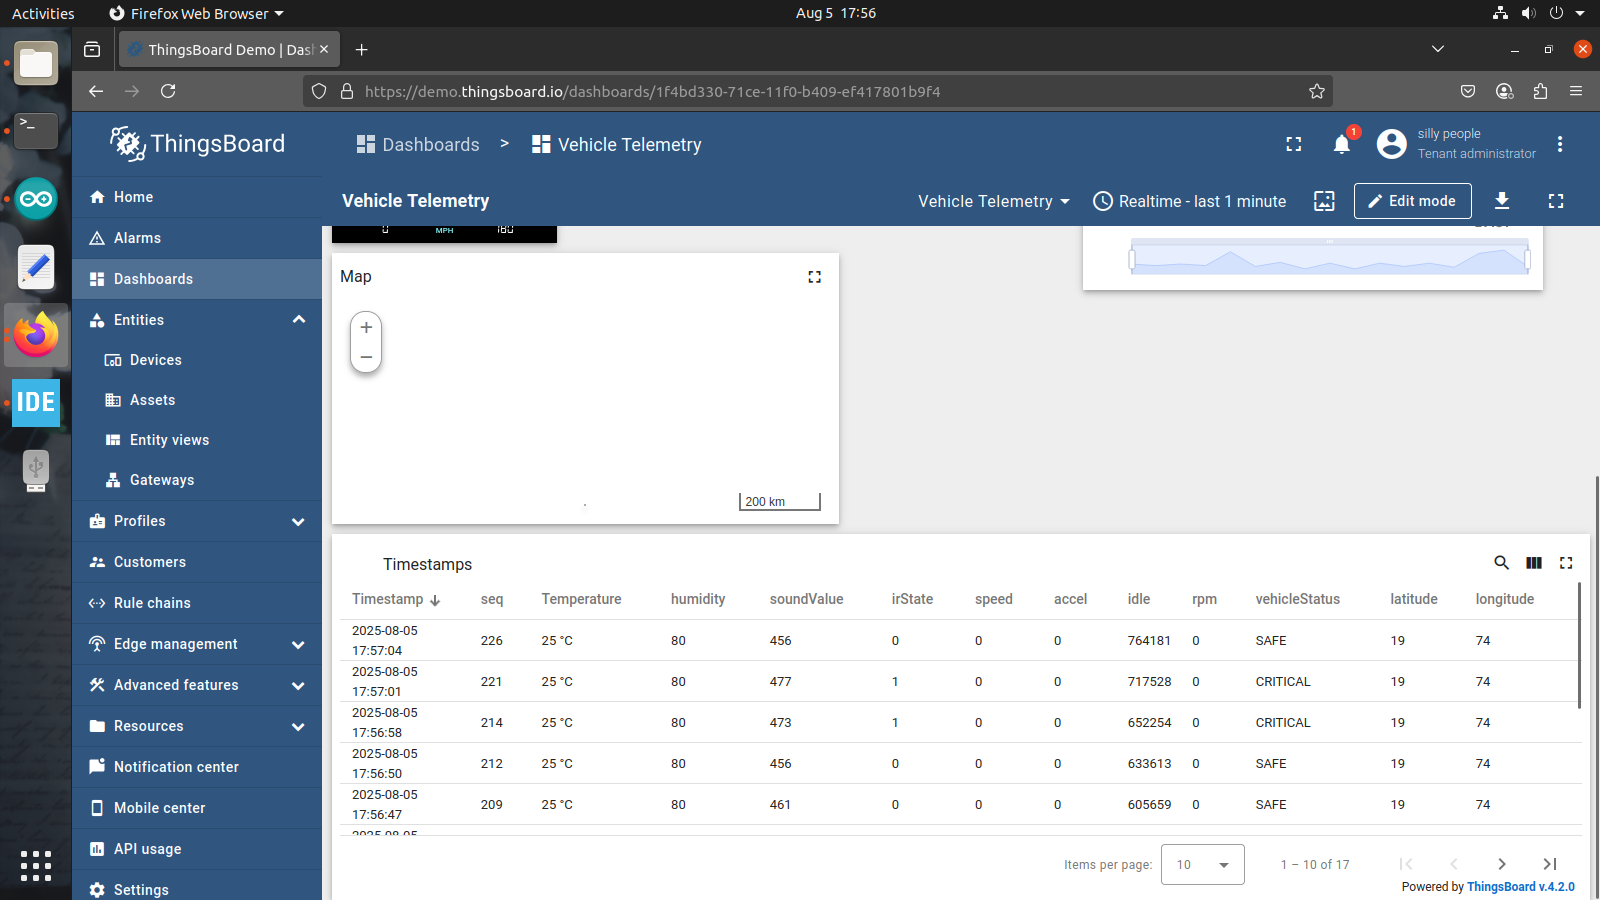 Activities
Firefox Web Browser
Aug 5 17:56
ThingsBoard Demo | Das
https://demo.thingsboard.io/dashboards/1f4bd330-71ce-11f0-b409-ef417801b9f4
ThingsBoard
Dashboards > Vehicle Telemetry
1
silly people
Tenant administrator
Vehicle Telemetry
Vehicle Telemetry
Realtime - last 1 minute
Edit mode
Home
Alarms
Dashboards
Entities
Devices
Assets
Entity views
Gateways
Profiles
Customers
Rule chains
Edge management
Advanced features
Resources
Notification center
Mobile center
API usage
Settings
IDE
0 MPH 180
Map
+
−
200 km
Timestamps
Timestamp seq Temperature humidity soundValue irState speed accel idle rpm vehicleStatus latitude longitude
2025-08-05 17:57:04 226 25 °C 80 456 0 0 0 764181 0 SAFE 19 74
2025-08-05 17:57:01 221 25 °C 80 477 1 0 0 717528 0 CRITICAL 19 74
2025-08-05 17:56:58 214 25 °C 80 473 1 0 0 652254 0 CRITICAL 19 74
2025-08-05 17:56:50 212 25 °C 80 456 0 0 0 633613 0 SAFE 19 74
2025-08-05 17:56:47 209 25 °C 80 461 0 0 0 605659 0 SAFE 19 74
2025-08-05
Items per page: 10 1 – 10 of 17
Powered by ThingsBoard v.4.2.0